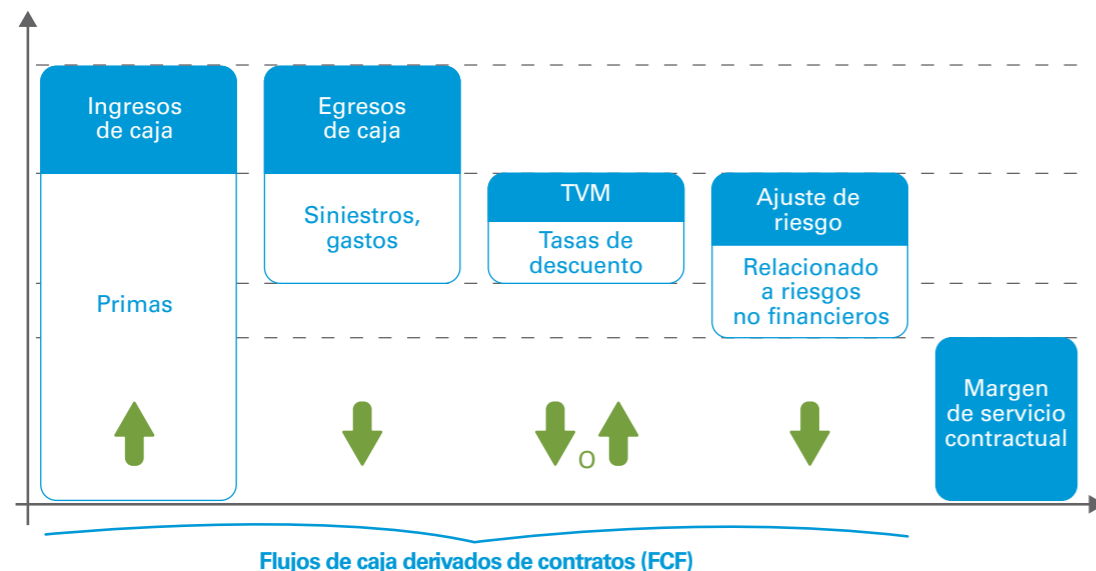 Ingresos
de caja
Primas
Egresos
de caja
Siniestros,
gastos
TVM
Tasas de
descuento
O
Ajuste de
riesgo
Relacionado
a riesgos
no financieros
Margen
de servicio
contractual
Flujos de caja derivados de contratos (FCF)